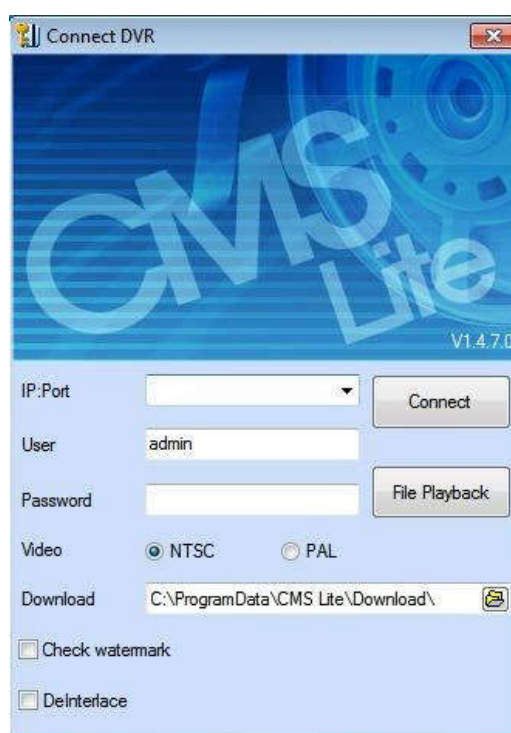 Connect DVR
CMS
Lite
V1.4.7.0
IP:Port
Connect
User
admin
File Playback
Password
Video
NTSC
PAL
Download
C:\ProgramData\CMS Lite\Download\
Check watermark
DeInterlace